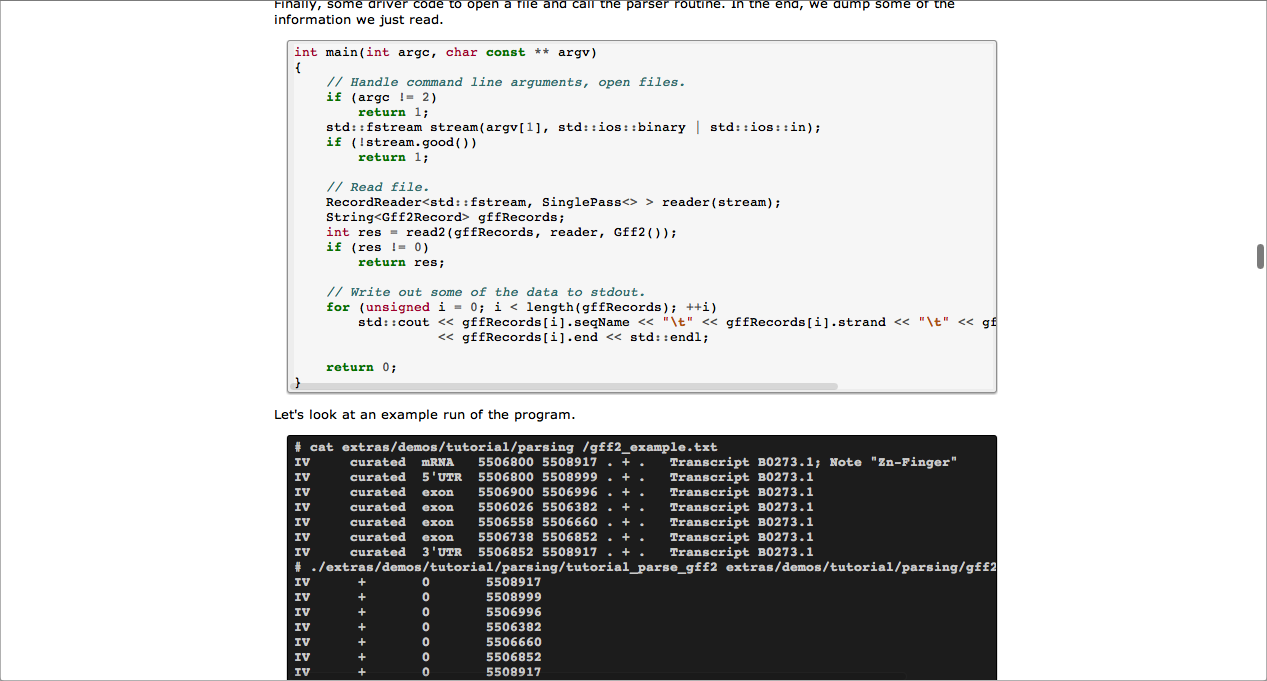 Finally, some driver code to open a file and call the parser routine. In the end, we dump some of the
information we just read.
int main(int argc, char const ** argv)
{
    // Handle command line arguments, open files.
    if (argc != 2)
        return 1;
    std::fstream stream(argv[1], std::ios::binary | std::ios::in);
    if (!stream.good())
        return 1;
    // Read file.
    RecordReader<std::fstream, SinglePass<> > reader(stream);
    String<Gff2Record> gffRecords;
    int res = read2(gffRecords, reader, Gff2());
    if (res != 0)
        return res;
    // Write out some of the data to stdout.
    for (unsigned i = 0; i < length(gffRecords); ++i)
        std::cout << gffRecords[i].seqName << "\t" << gffRecords[i].strand << "\t" << gf
                  << gffRecords[i].end << std::endl;
    return 0;
}
Let's look at an example run of the program.
# cat extras/demos/tutorial/parsing /gff2_example.txt
IV     curated  mRNA   5506800 5508917 . + .   Transcript B0273.1; Note "Zn-Finger"
IV     curated  5'UTR  5506800 5508999 . + .   Transcript B0273.1
IV     curated  exon   5506900 5506996 . + .   Transcript B0273.1
IV     curated  exon   5506026 5506382 . + .   Transcript B0273.1
IV     curated  exon   5506558 5506660 . + .   Transcript B0273.1
IV     curated  exon   5506738 5506852 . + .   Transcript B0273.1
IV     curated  3'UTR  5506852 5508917 . + .   Transcript B0273.1
# ./extras/demos/tutorial/parsing/tutorial_parse_gff2 extras/demos/tutorial/parsing/gff2
IV      +       0       5508917
IV      +       0       5508999
IV      +       0       5506996
IV      +       0       5506382
IV      +       0       5506660
IV      +       0       5506852
IV      +       0       5508917